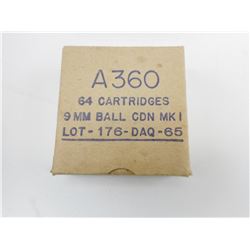 A360
64 CARTRIDGES
9 MM BALL CDN MK I
LOT-176-DAQ-65